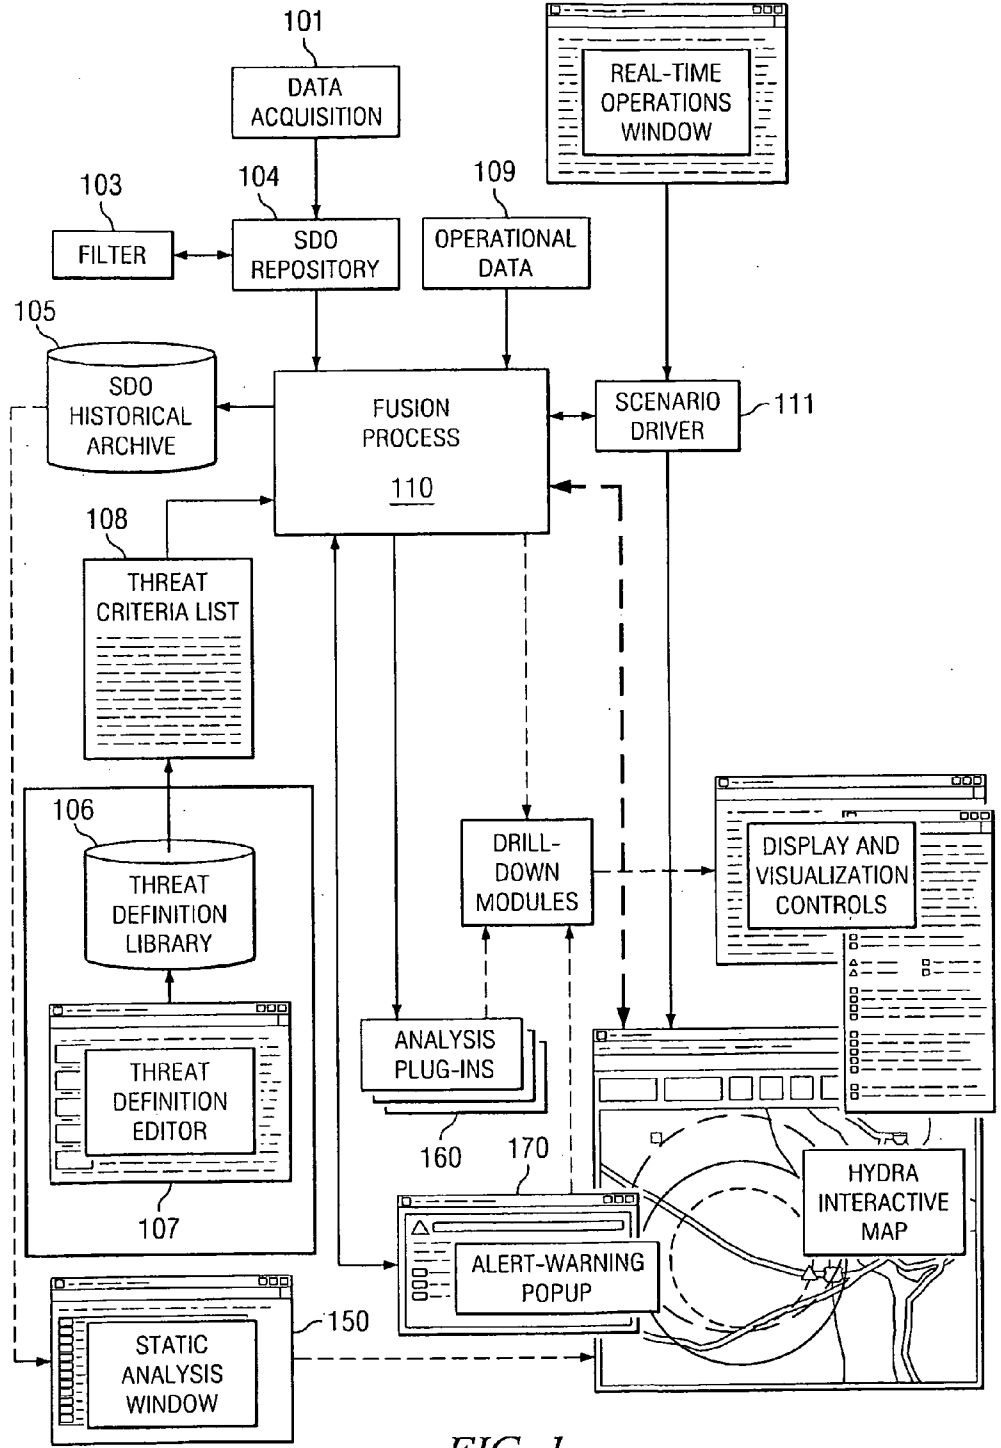 101
DATA
ACQUISITION
REAL-TIME
OPERATIONS
WINDOW
103
104
109
FILTER
SDO
REPOSITORY
OPERATIONAL
DATA
105
SDO
HISTORICAL
ARCHIVE
FUSION
PROCESS
110
SCENARIO
DRIVER
111
108
THREAT
CRITERIA LIST
106
THREAT
DEFINITION
LIBRARY
DRILL-
DOWN
MODULES
DISPLAY AND
VISUALIZATION
CONTROLS
THREAT
DEFINITION
EDITOR
107
ANALYSIS
PLUG-INS
160
170
HYDRA
INTERACTIVE
MAP
ALERT-WARNING
POPUP
150
STATIC
ANALYSIS
WINDOW
FIG. 1